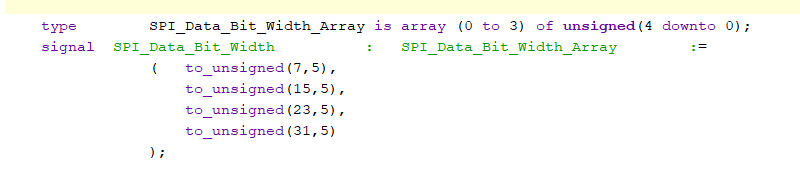 type SPI_Data_Bit_Width_Array is array (0 to 3) of unsigned(4 downto 0);
signal SPI_Data_Bit_Width : SPI_Data_Bit_Width_Array :=
( to_unsigned(7,5),
to_unsigned(15,5),
to_unsigned(23,5),
to_unsigned(31,5)
);